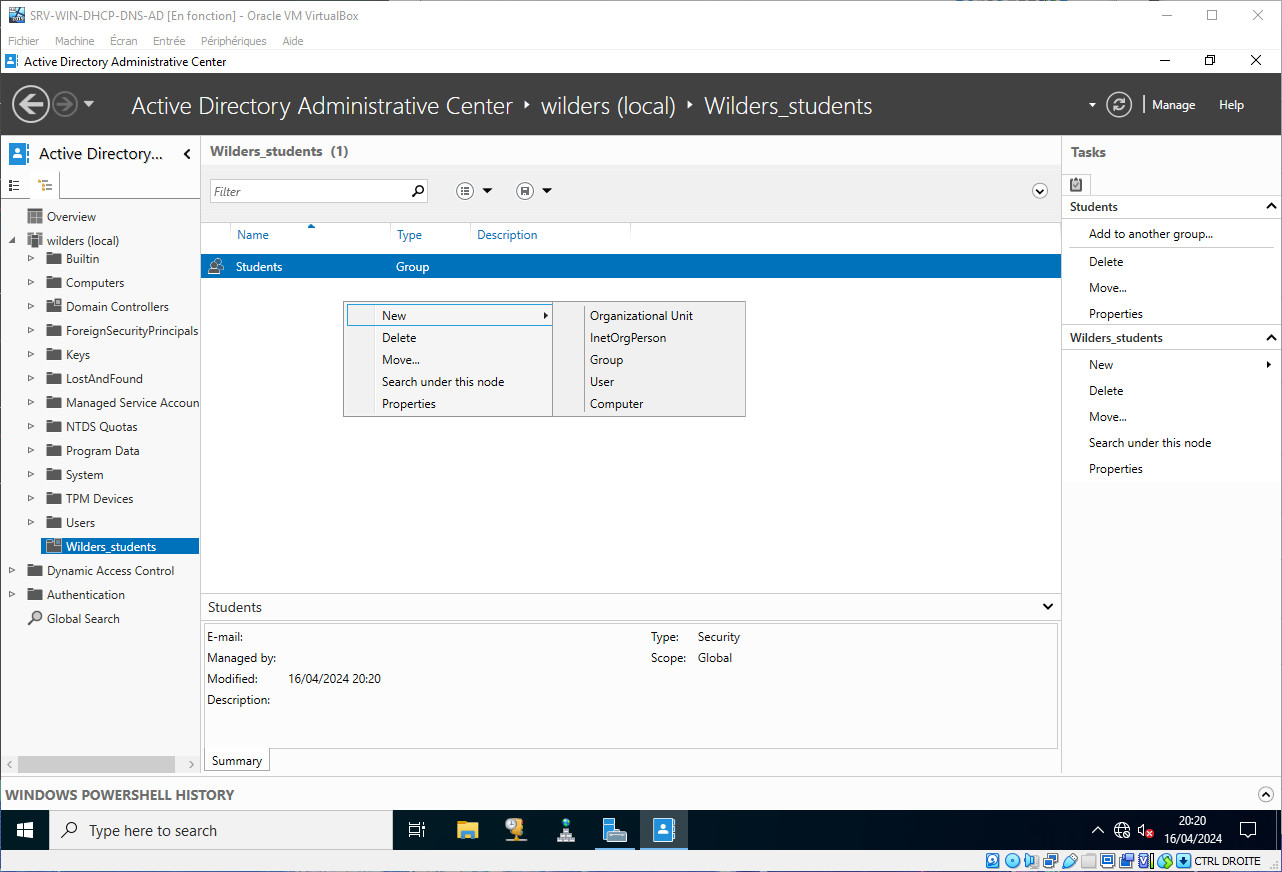 SRV-WIN-DHCP-DNS-AD [En fonction] - Oracle VM VirtualBox
Fichier Machine Écran Entrée Périphériques Aide
Active Directory Administrative Center
Active Directory Administrative Center • wilders (local) • Wilders_students
Manage Help
Active Directory...
Overview
wilders (local)
Builtin
Computers
Domain Controllers
ForeignSecurityPrincipals
Keys
LostAndFound
Managed Service Accoun
NTDS Quotas
Program Data
System
TPM Devices
Users
Wilders_students
Dynamic Access Control
Authentication
Global Search
Wilders_students (1)
Filter
Name Type Description
Students Group
New
Delete
Move...
Search under this node
Properties
Organizational Unit
InetOrgPerson
Group
User
Computer
Students
E-mail:
Managed by:
Modified: 16/04/2024 20:20
Description:
Type: Security
Scope: Global
Summary
Tasks
Students
Add to another group...
Delete
Move...
Properties
Wilders_students
New
Delete
Move...
Search under this node
Properties
WINDOWS POWERSHELL HISTORY
Type here to search
20:20
16/04/2024
CTRL DROITE